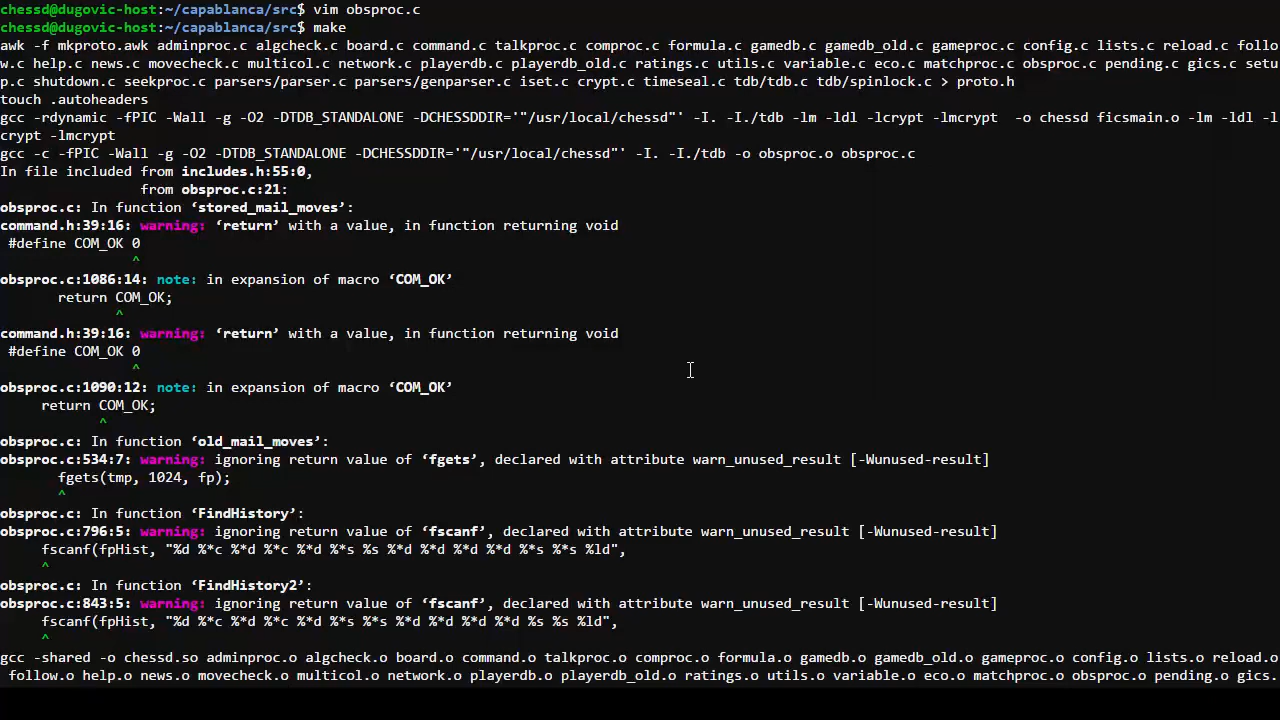 chessd@dugovic-host:~/capablanca/src$ vim obsproc.c
chessd@dugovic-host:~/capablanca/src$ make
awk -f mkproto.awk adminproc.c algcheck.c board.c command.c talkproc.c comproc.c formula.c gamedb.c gamedb_old.c gameproc.c config.c lists.c reload.c follo
w.c help.c news.c movecheck.c multicol.c network.c playerdb.c playerdb_old.c ratings.c utils.c variable.c eco.c matchproc.c obsproc.c pending.c gics.c setu
p.c shutdown.c seekproc.c parsers/parser.c parsers/genparser.c iset.c crypt.c timeseal.c tdb/tdb.c tdb/spinlock.c > proto.h
touch .autoheaders
gcc -rdynamic -fPIC -Wall -g -O2 -DTDB_STANDALONE -DCHESSDDIR='"/usr/local/chessd"' -I. -I./tdb -lm -ldl -lcrypt -lmcrypt  -o chessd ficsmain.o -lm -ldl -l
crypt -lmcrypt
gcc -c -fPIC -Wall -g -O2 -DTDB_STANDALONE -DCHESSDDIR='"/usr/local/chessd"' -I. -I./tdb -o obsproc.o obsproc.c
In file included from includes.h:55:0,
                 from obsproc.c:21:
obsproc.c: In function ‘stored_mail_moves’:
command.h:39:16: warning: ‘return’ with a value, in function returning void
 #define COM_OK 0
                ^
obsproc.c:1086:14: note: in expansion of macro ‘COM_OK’
       return COM_OK;
              ^
command.h:39:16: warning: ‘return’ with a value, in function returning void
 #define COM_OK 0
                ^
obsproc.c:1090:12: note: in expansion of macro ‘COM_OK’
     return COM_OK;
            ^
obsproc.c: In function ‘old_mail_moves’:
obsproc.c:534:7: warning: ignoring return value of ‘fgets’, declared with attribute warn_unused_result [-Wunused-result]
       fgets(tmp, 1024, fp);
       ^
obsproc.c: In function ‘FindHistory’:
obsproc.c:796:5: warning: ignoring return value of ‘fscanf’, declared with attribute warn_unused_result [-Wunused-result]
     fscanf(fpHist, "%d %*c %*d %*c %*d %*s %s %*d %*d %*d %*d %*s %*s %ld",
     ^
obsproc.c: In function ‘FindHistory2’:
obsproc.c:843:5: warning: ignoring return value of ‘fscanf’, declared with attribute warn_unused_result [-Wunused-result]
     fscanf(fpHist, "%d %*c %*d %*c %*d %*s %*s %*d %*d %*d %*d %s %s %ld",
     ^
gcc -shared -o chessd.so adminproc.o algcheck.o board.o command.o talkproc.o comproc.o formula.o gamedb.o gamedb_old.o gameproc.o config.o lists.o reload.o
 follow.o help.o news.o movecheck.o multicol.o network.o playerdb.o playerdb_old.o ratings.o utils.o variable.o eco.o matchproc.o obsproc.o pending.o gics.